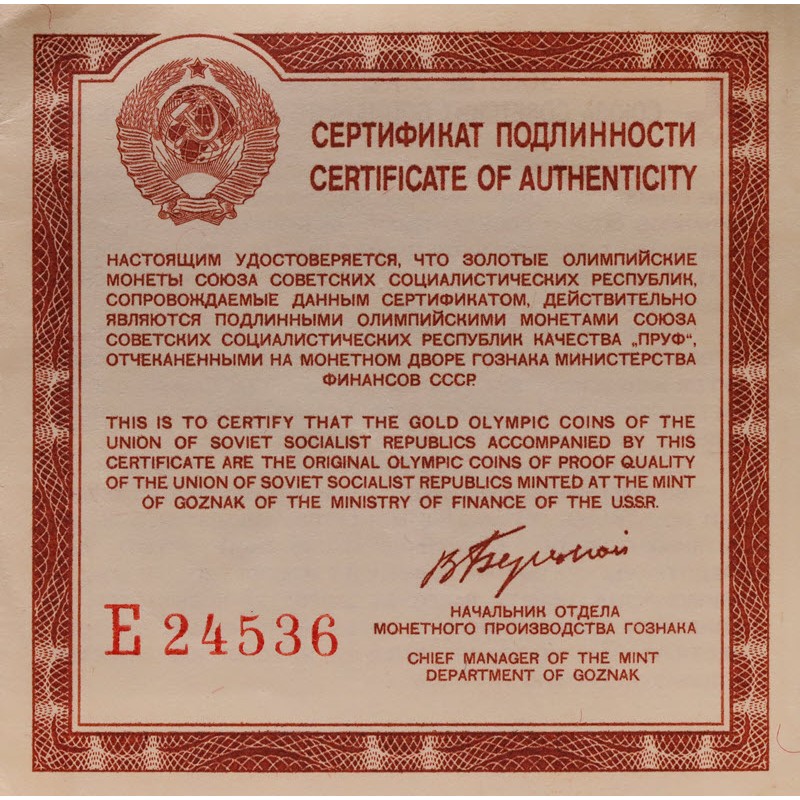 СЕРТИФИКАТ ПОДЛИННОСТИ
CERTIFICATE OF AUTHENTICITY
НАСТОЯЩИМ УДОСТОВЕРЯЕТСЯ, ЧТО ЗОЛОТЫЕ ОЛИМПИЙСКИЕ
МОНЕТЫ СОЮЗА СОВЕТСКИХ СОЦИАЛИСТИЧЕСКИХ РЕСПУБЛИК,
СОПРОВОЖДАЕМЫЕ ДАННЫМ СЕРТИФИКАТОМ, ДЕЙСТВИТЕЛЬНО
ЯВЛЯЮТСЯ ПОДЛИННЫМИ ОЛИМПИЙСКИМИ МОНЕТАМИ СОЮЗА
СОВЕТСКИХ СОЦИАЛИСТИЧЕСКИХ РЕСПУБЛИК КАЧЕСТВА „ПРУФ“,
ОТЧЕКАНЕННЫМИ НА МОНЕТНОМ ДВОРЕ ГОЗНАКА МИНИСТЕРСТВА
ФИНАНСОВ СССР.
THIS IS TO CERTIFY THAT THE GOLD OLYMPIC COINS OF THE
UNION OF SOVIET SOCIALIST REPUBLICS ACCOMPANIED BY THIS
CERTIFICATE ARE THE ORIGINAL OLYMPIC COINS OF PROOF QUALITY
OF THE UNION OF SOVIET SOCIALIST REPUBLICS MINTED AT THE MINT
OF GOZNAK OF THE MINISTRY OF FINANCE OF THE U.S.S.R.
НАЧАЛЬНИК ОТДЕЛА
МОНЕТНОГО ПРОИЗВОДСТВА ГОЗНАКА
E 24536
CHIEF MANAGER OF THE MINT
DEPARTMENT OF GOZNAK